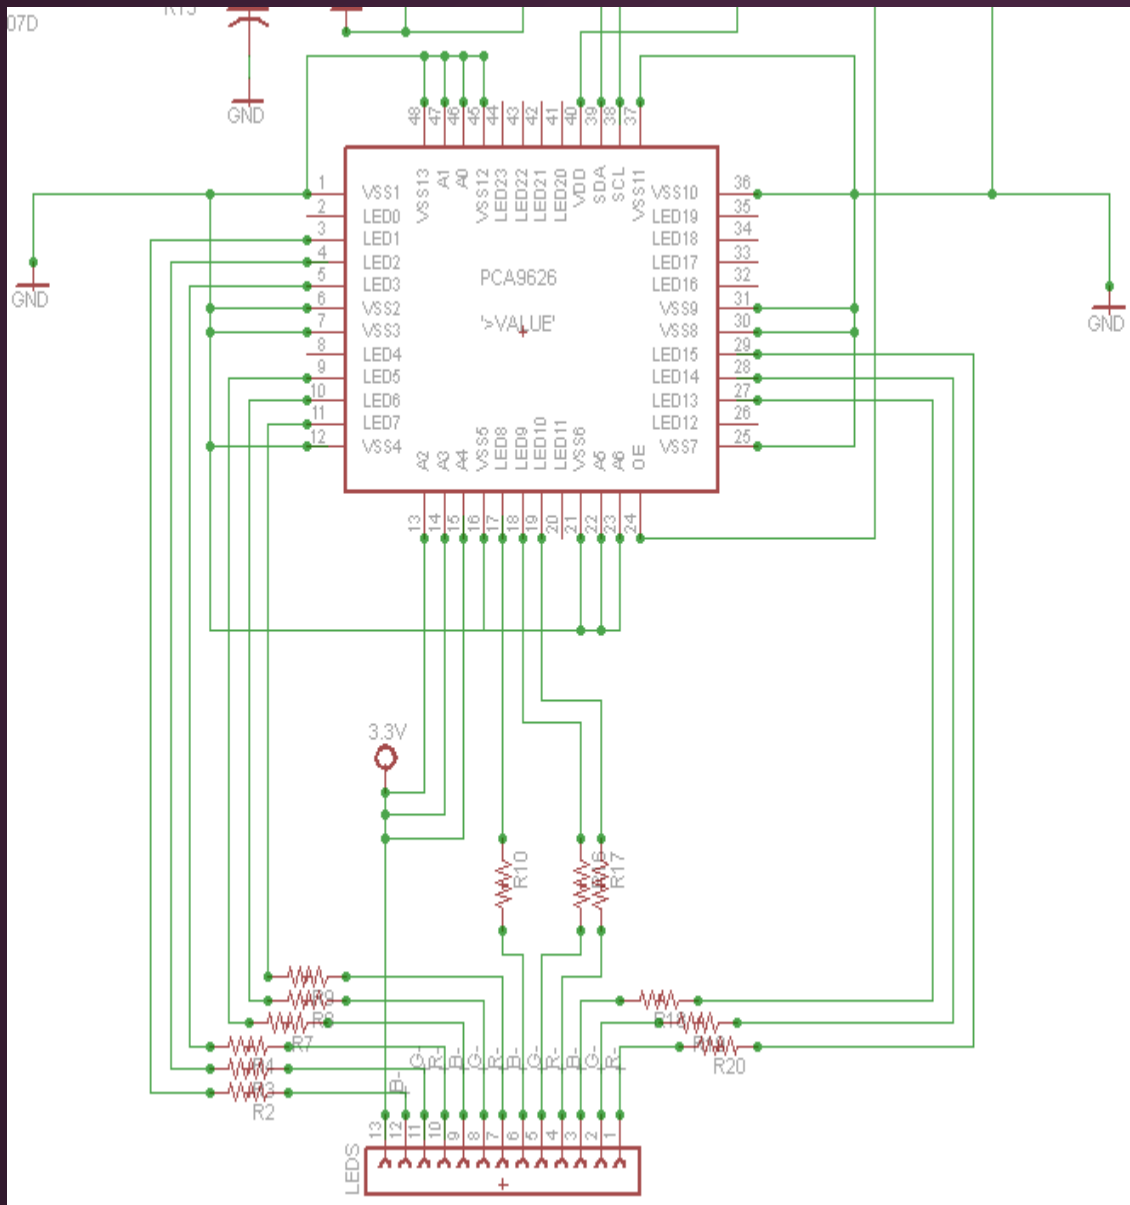 07D
GND
48 47 46 45 44 43 42 41 40 39 38 37
VSS13 A1 A0 VSS12 LED23 LED22 LED21 LED20 VDD SDA SCL VSS11
1 VSS1 VSS10 36
2 LED0 LED19 35
3 LED1 LED18 34
4 LED2 LED17 33
5 LED3 PCA9626 LED16 32
6 VSS2 VSS9 31
7 VSS3 '>VALUE' VSS8 30
8 LED4 LED15 29
9 LED5 LED14 28
10 LED6 LED13 27
11 LED7 LED12 26
12 VSS4 VSS7 25
GND
GND
A2 A3 A4 VSS5 LED8 LED9 LED10 LED11 VSS6 A5 A6 OE
13 14 15 16 17 18 19 20 21 22 23 24
3.3V
R10 R17
R7
R20
R2
B- G- R- B- G- R- B- G- R- B- G- R-
13 12 11 10 9 8 7 6 5 4 3 2 1
LEDS